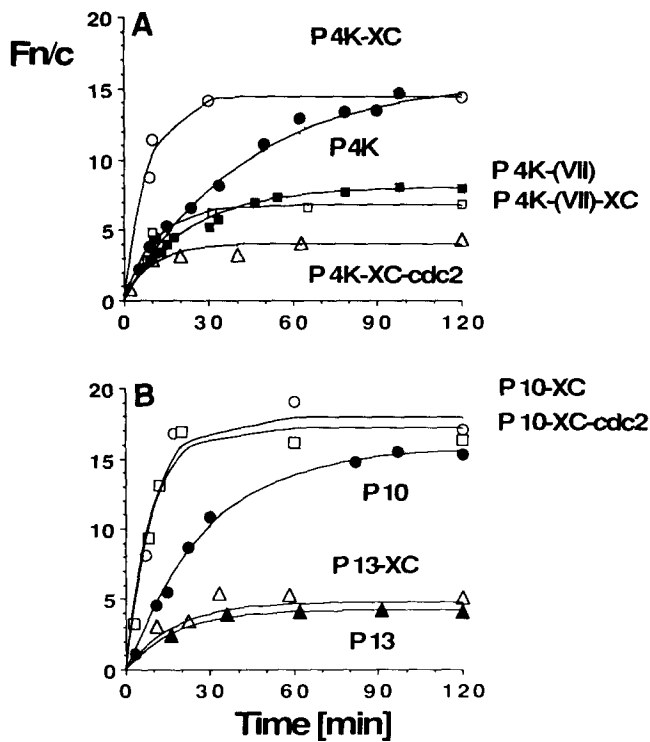 A
P4K-XC
Fn/c
20
15
P4K
10
P4K-(VII)
P4K-(VII)-XC
5
P4K-XC-cdc2
0
0 30 60 90 120
B
P10-XC
20
P10-XC-cdc2
15
P10
10
P13-XC
5
P13
0
0 30 60 90 120
Time [min]